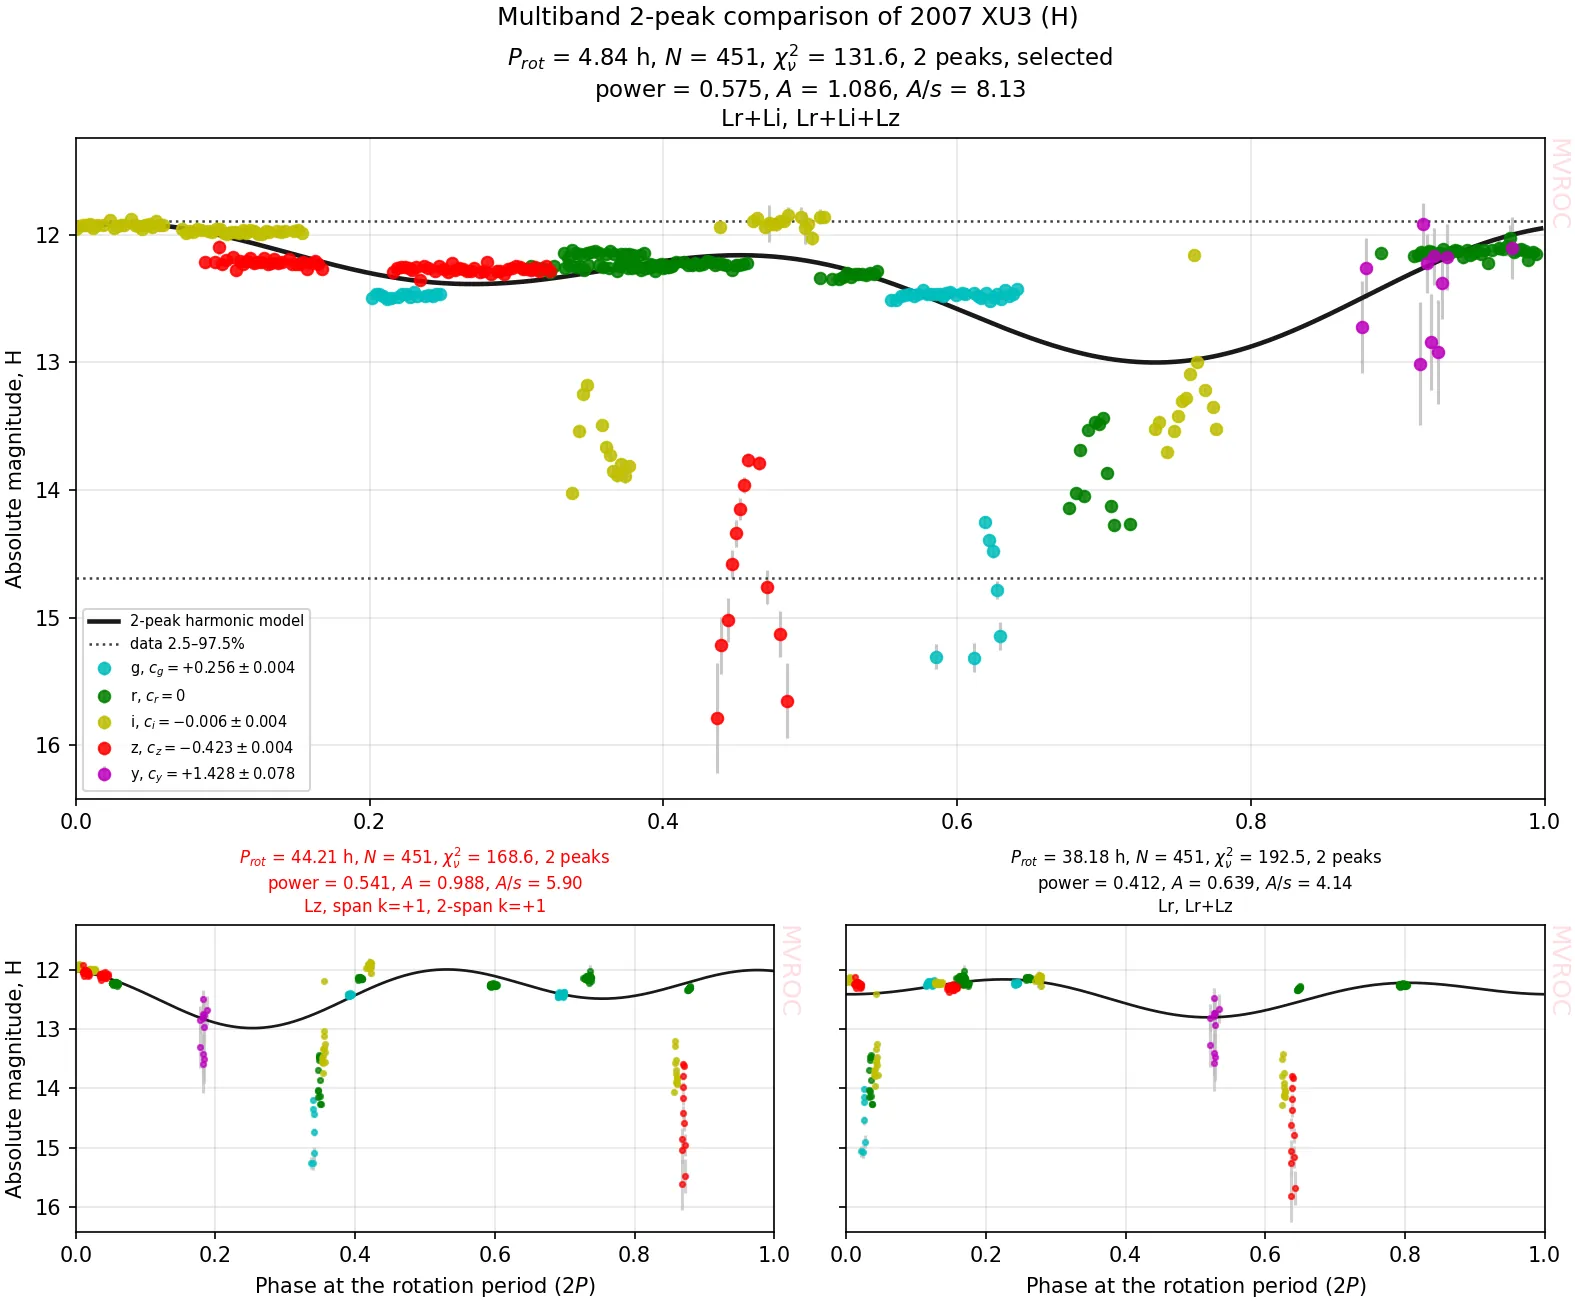 Multiband 2-peak comparison of 2007 XU3 (H)
P_rot = 4.84 h, N = 451, χ²_ν = 131.6, 2 peaks, selected
power = 0.575, A = 1.086, A/s = 8.13
Lr+Li, Lr+Li+Lz
MVROC
Absolute magnitude, H
12
13
14
15
16
2-peak harmonic model
data 2.5–97.5%
g, c_g = +0.256 ± 0.004
r, c_r = 0
i, c_i = −0.006 ± 0.004
z, c_z = −0.423 ± 0.004
y, c_y = +1.428 ± 0.078
0.0 0.2 0.4 0.6 0.8 1.0
P_rot = 44.21 h, N = 451, χ²_ν = 168.6, 2 peaks
power = 0.541, A = 0.988, A/s = 5.90
Lz, span k=+1, 2-span k=+1
MVROC
Absolute magnitude, H
12
13
14
15
16
0.0 0.2 0.4 0.6 0.8 1.0
Phase at the rotation period (2P)
P_rot = 38.18 h, N = 451, χ²_ν = 192.5, 2 peaks
power = 0.412, A = 0.639, A/s = 4.14
Lr, Lr+Lz
MVROC
0.0 0.2 0.4 0.6 0.8 1.0
Phase at the rotation period (2P)